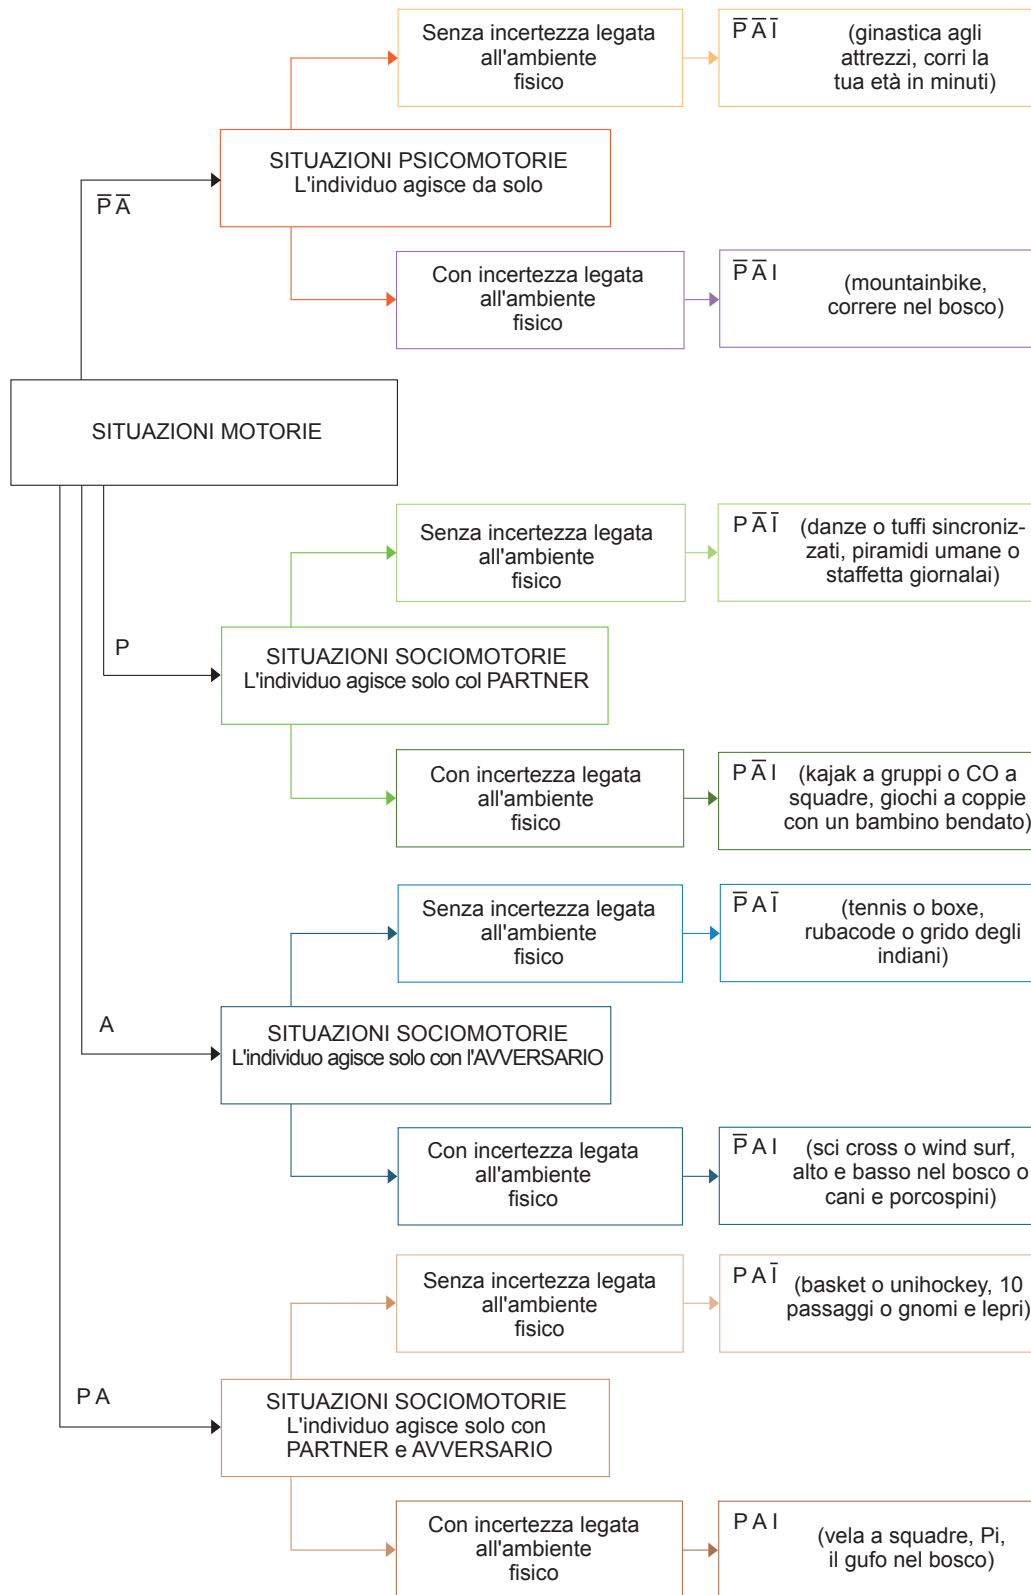 Senza incertezza legata
all'ambiente
fisico
P̅ A̅ I̅
(ginastica agli
attrezzi, corri la
tua età in minuti)
SITUAZIONI PSICOMOTORIE
L'individuo agisce da solo
P̅ A̅
Con incertezza legata
all'ambiente
fisico
P̅ A̅ I
(mountainbike,
correre nel bosco)
SITUAZIONI MOTORIE
Senza incertezza legata
all'ambiente
fisico
P A̅ I̅
(danze o tuffi sincroniz-
zati, piramidi umane o
staffetta giornalai)
P
SITUAZIONI SOCIOMOTORIE
L'individuo agisce solo col PARTNER
Con incertezza legata
all'ambiente
fisico
P A̅ I
(kajak a gruppi o CO a
squadre, giochi a coppie
con un bambino bendato)
Senza incertezza legata
all'ambiente
fisico
P̅ A I̅
(tennis o boxe,
rubacode o grido degli
indiani)
A
SITUAZIONI SOCIOMOTORIE
L'individuo agisce solo con l'AVVERSARIO
Con incertezza legata
all'ambiente
fisico
P̅ A I
(sci cross o wind surf,
alto e basso nel bosco o
cani e porcospini)
Senza incertezza legata
all'ambiente
fisico
P A I̅
(basket o unihockey, 10
passaggi o gnomi e lepri)
P A
SITUAZIONI SOCIOMOTORIE
L'individuo agisce solo con
PARTNER e AVVERSARIO
Con incertezza legata
all'ambiente
fisico
P A I
(vela a squadre, Pi,
il gufo nel bosco)